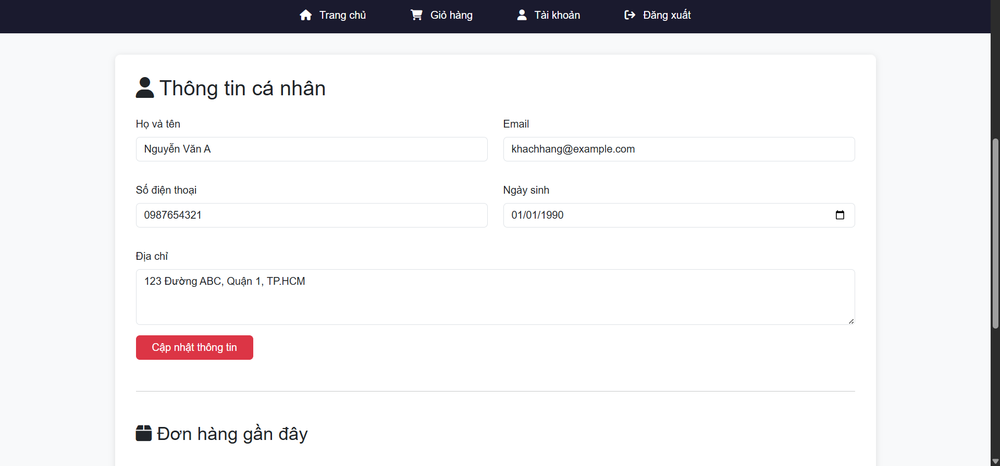 Trang chủ Giỏ hàng Tài khoản Đăng xuất
Thông tin cá nhân
Họ và tên
Nguyễn Văn A
Email
khachhang@example.com
Số điện thoại
0987654321
Ngày sinh
01/01/1990
Địa chỉ
123 Đường ABC, Quận 1, TP.HCM
Cập nhật thông tin
Đơn hàng gần đây